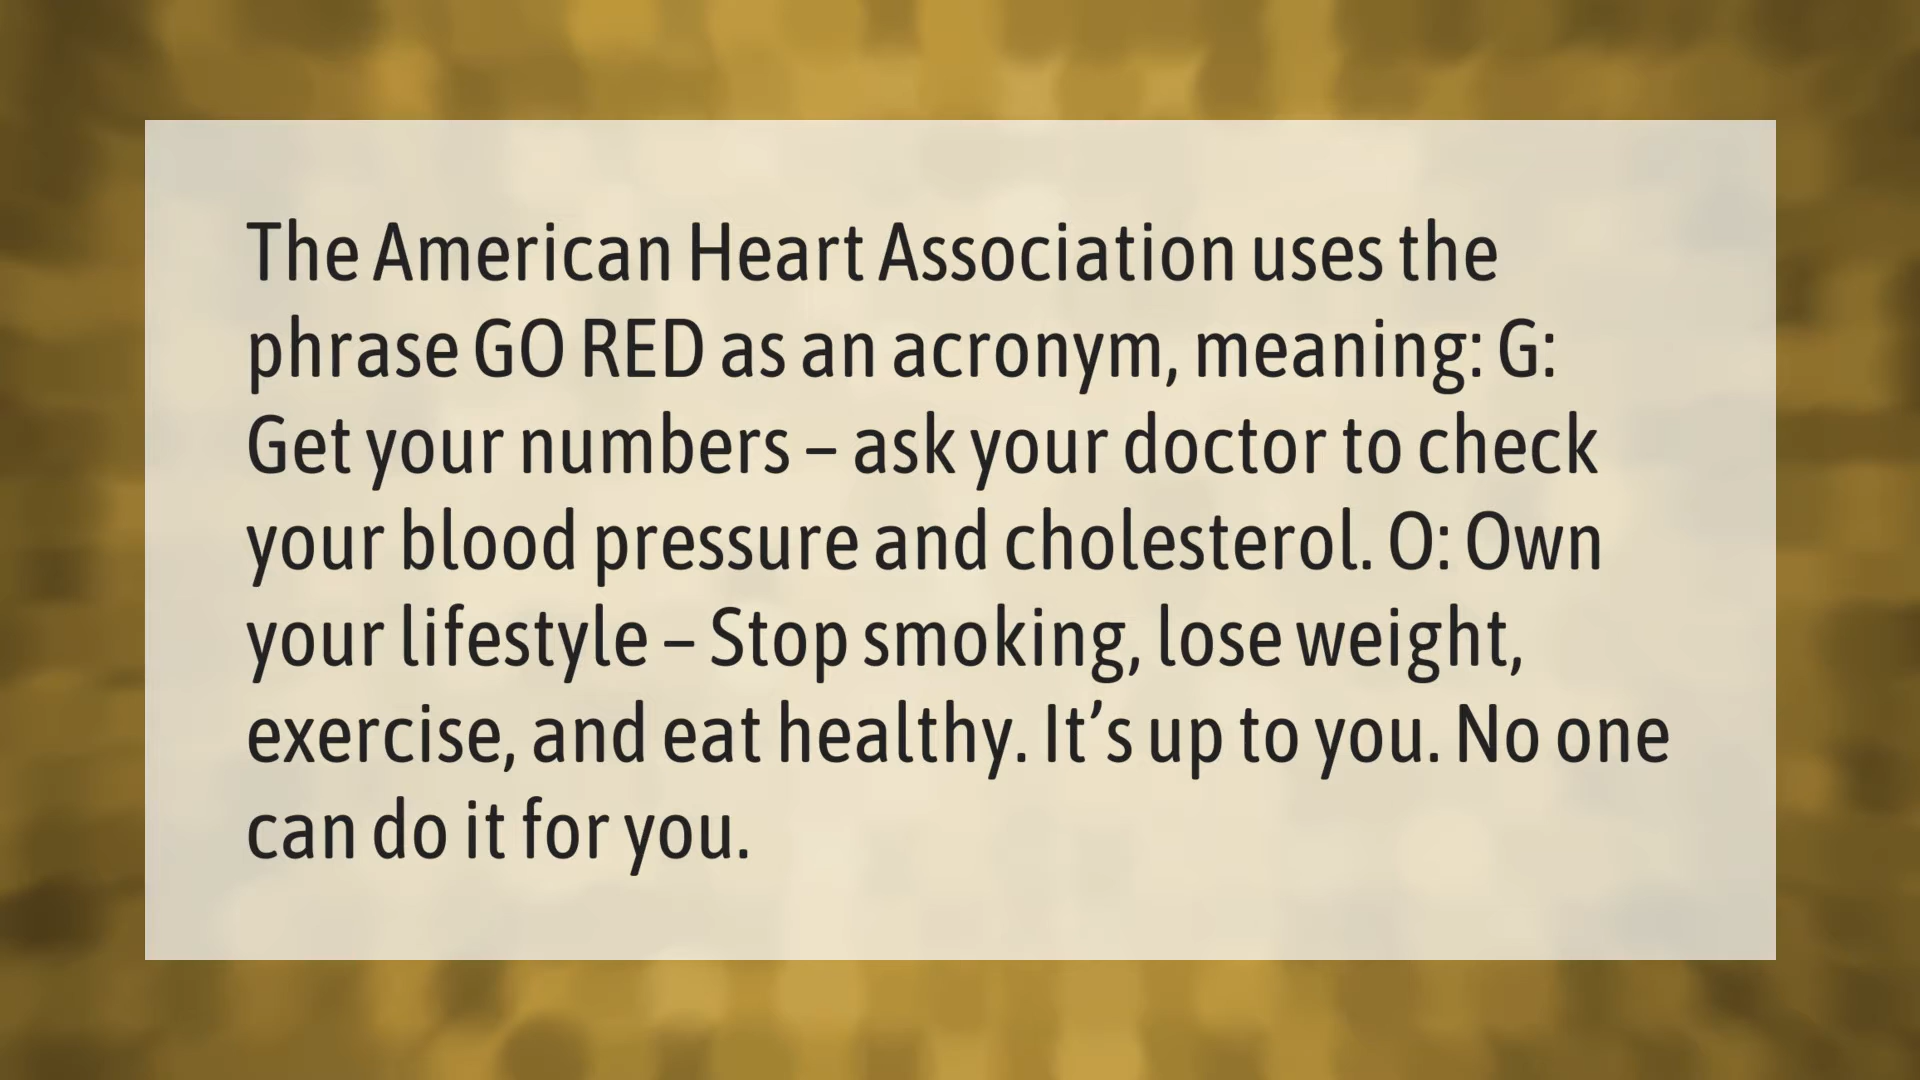 The American Heart Association uses the
phrase GO RED as an acronym, meaning: G:
Get your numbers – ask your doctor to check
your blood pressure and cholesterol. O: Own
your lifestyle – Stop smoking, lose weight,
exercise, and eat healthy. It’s up to you. No one
can do it for you.